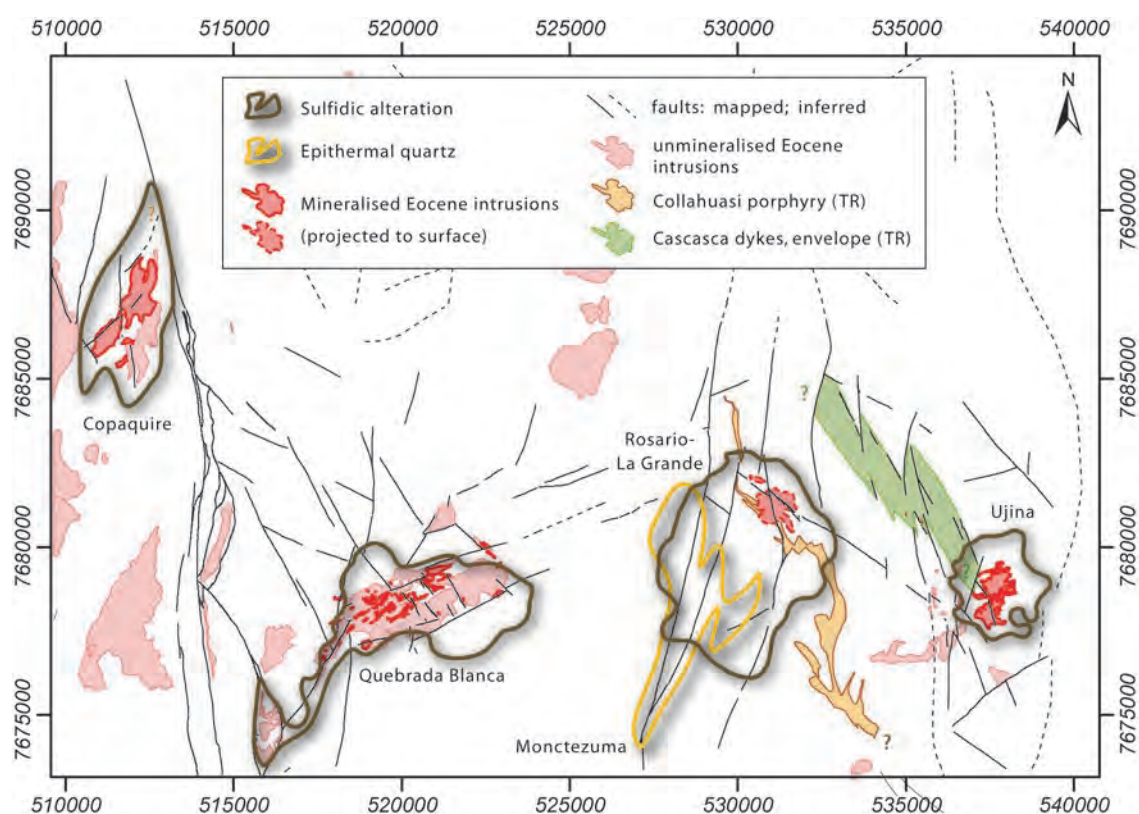 510000 515000 520000 525000 530000 535000 540000
N
Sulfidic alteration
Epithermal quartz
Mineralised Eocene intrusions
(projected to surface)
faults: mapped; inferred
unmineralised Eocene
intrusions
Collahuasi porphyry (TR)
Cascasca dykes, envelope (TR)
7690000
7685000
7680000
7675000
7690000
7685000
7680000
7675000
?
Copaquire
Quebrada Blanca
Rosario-
La Grande
Monctezuma
?
?
Ujina
?
510000 515000 520000 525000 530000 535000 540000